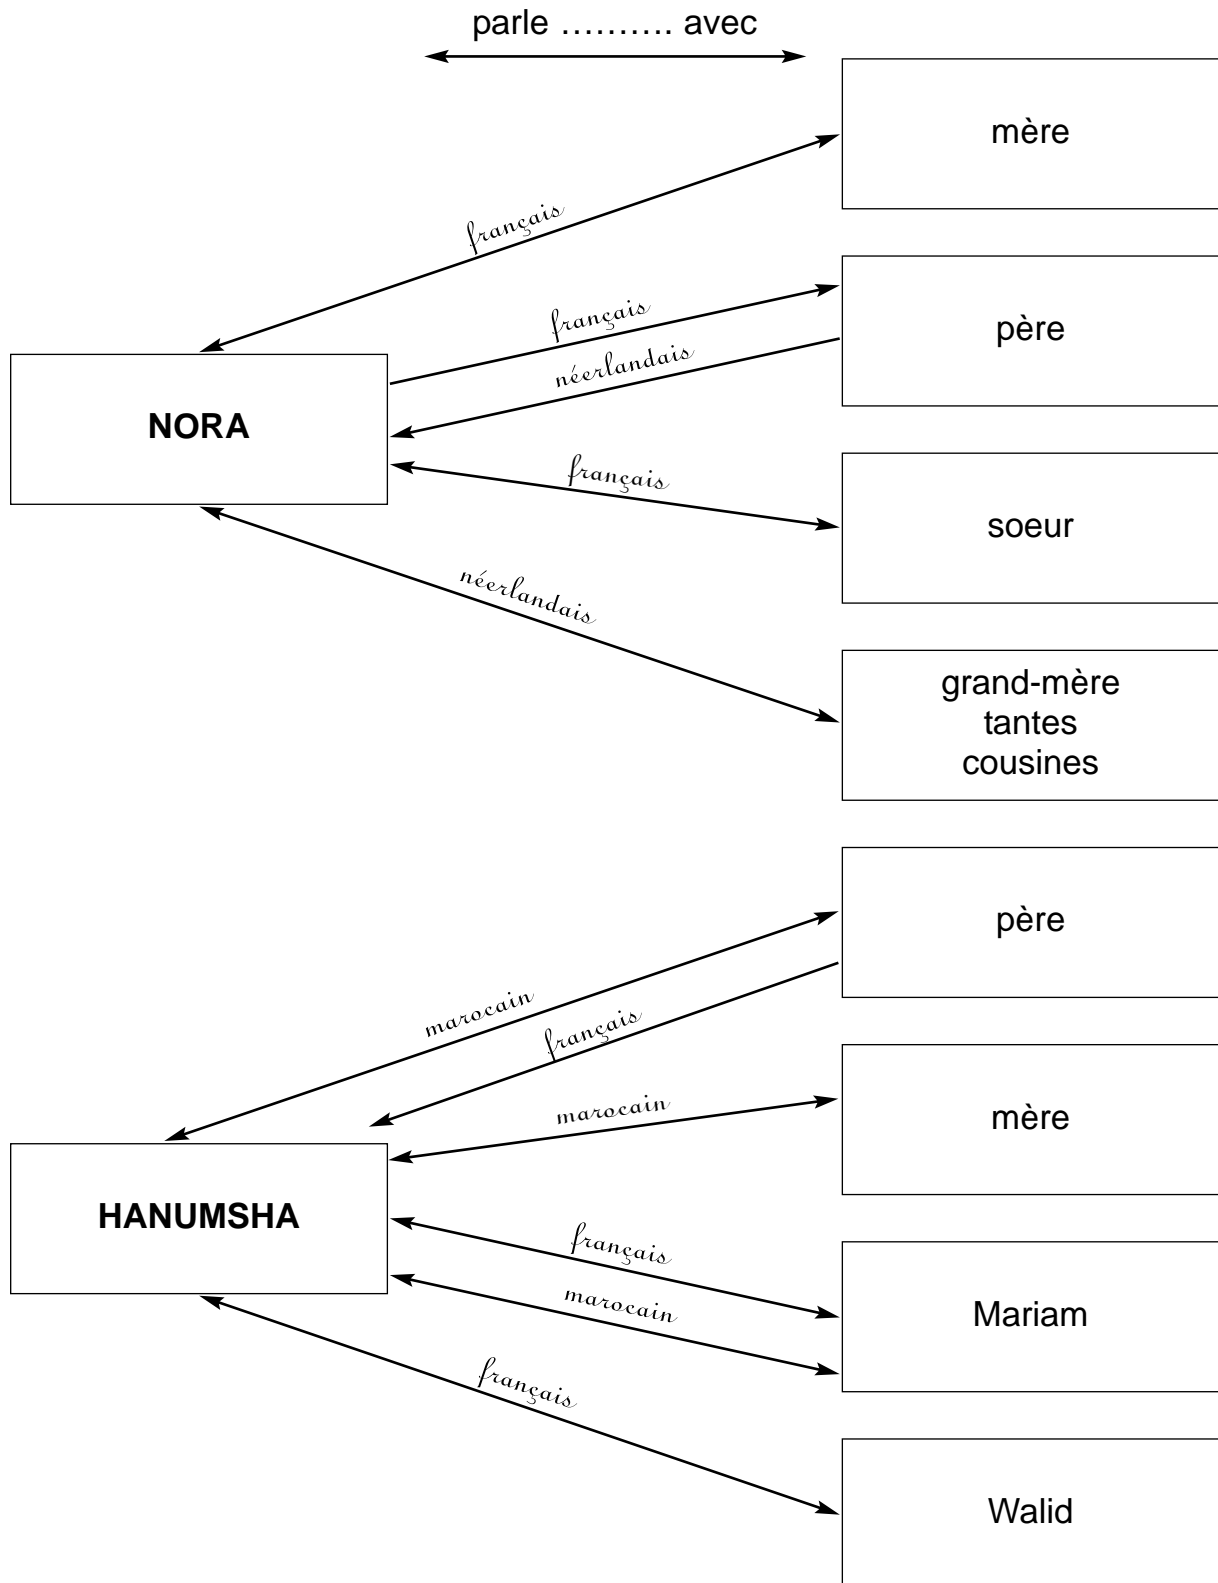 parle .......... avec
mère
français
français
père
néerlandais
NORA
français
soeur
néerlandais
grand-mère
tantes
cousines
père
marocain
français
marocain
mère
HANUMSHA
français
marocain
Mariam
français
Walid